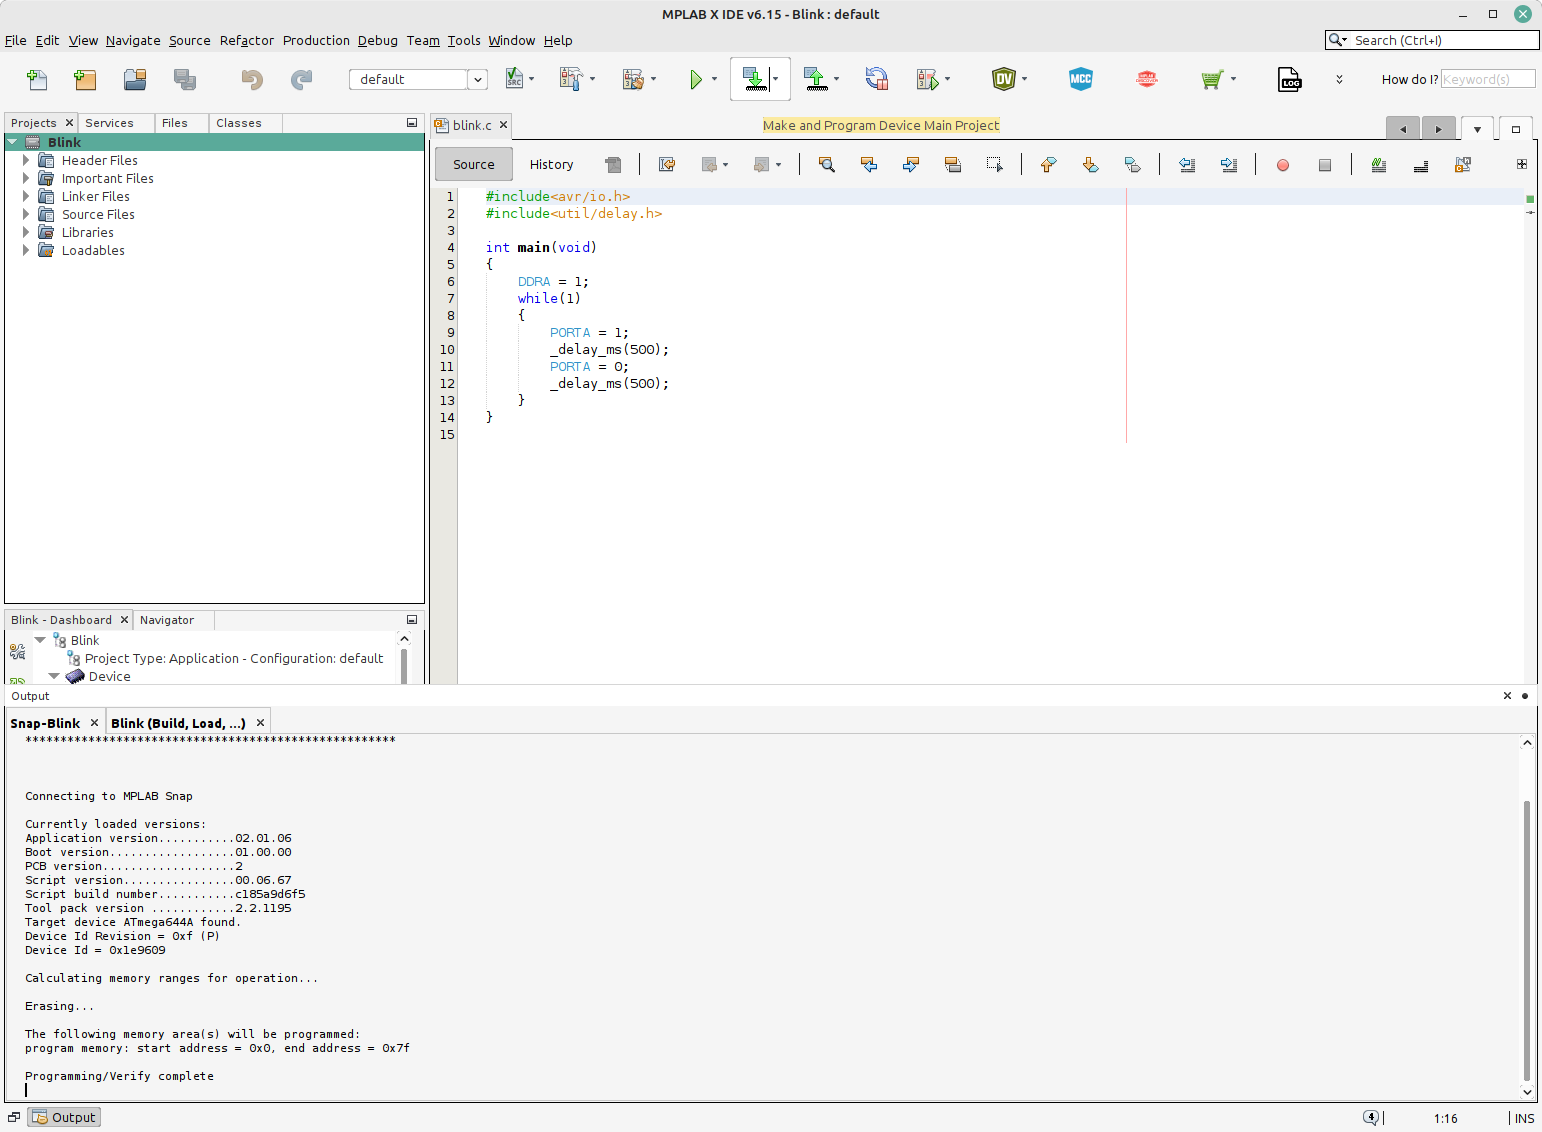 MPLAB X IDE v6.15 - Blink : default
File Edit View Navigate Source Refactor Production Debug Team Tools Window Help
Search (Ctrl+I)
default
SRC
DV
MCC
LOG
How do I? Keyword(s)
Projects Services Files Classes
Blink
Header Files
Important Files
Linker Files
Source Files
Libraries
Loadables
blink.c
Make and Program Device Main Project
Source History
1 #include<avr/io.h>
2 #include<util/delay.h>
3
4 int main(void)
5 {
6 DDRA = 1;
7 while(1)
8 {
9 PORTA = 1;
10 _delay_ms(500);
11 PORTA = 0;
12 _delay_ms(500);
13 }
14 }
15
Blink - Dashboard Navigator
Blink
Project Type: Application - Configuration: default
Device
Output
Snap-Blink Blink (Build, Load, ...)
*****************************************************
Connecting to MPLAB Snap
Currently loaded versions:
Application version...........02.01.06
Boot version..................01.00.00
PCB version...................2
Script version................00.06.67
Script build number...........c185a9d6f5
Tool pack version ............2.2.1195
Target device ATmega644A found.
Device Id Revision = 0xf (P)
Device Id = 0x1e9609
Calculating memory ranges for operation...
Erasing...
The following memory area(s) will be programmed:
program memory: start address = 0x0, end address = 0x7f
Programming/Verify complete
Output
4
1:16
INS